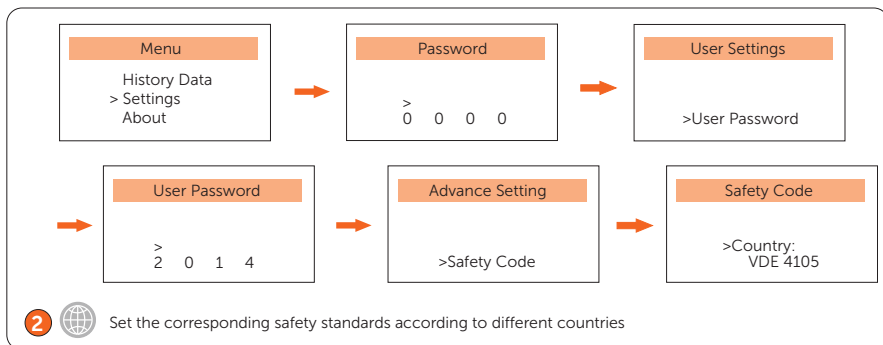 Menu
History Data
> Settings
About
Password
>
0 0 0 0
User Settings
>User Password
User Password
>
2 0 1 4
Advance Setting
>Safety Code
Safety Code
>Country:
VDE 4105
2 Set the corresponding safety standards according to different countries